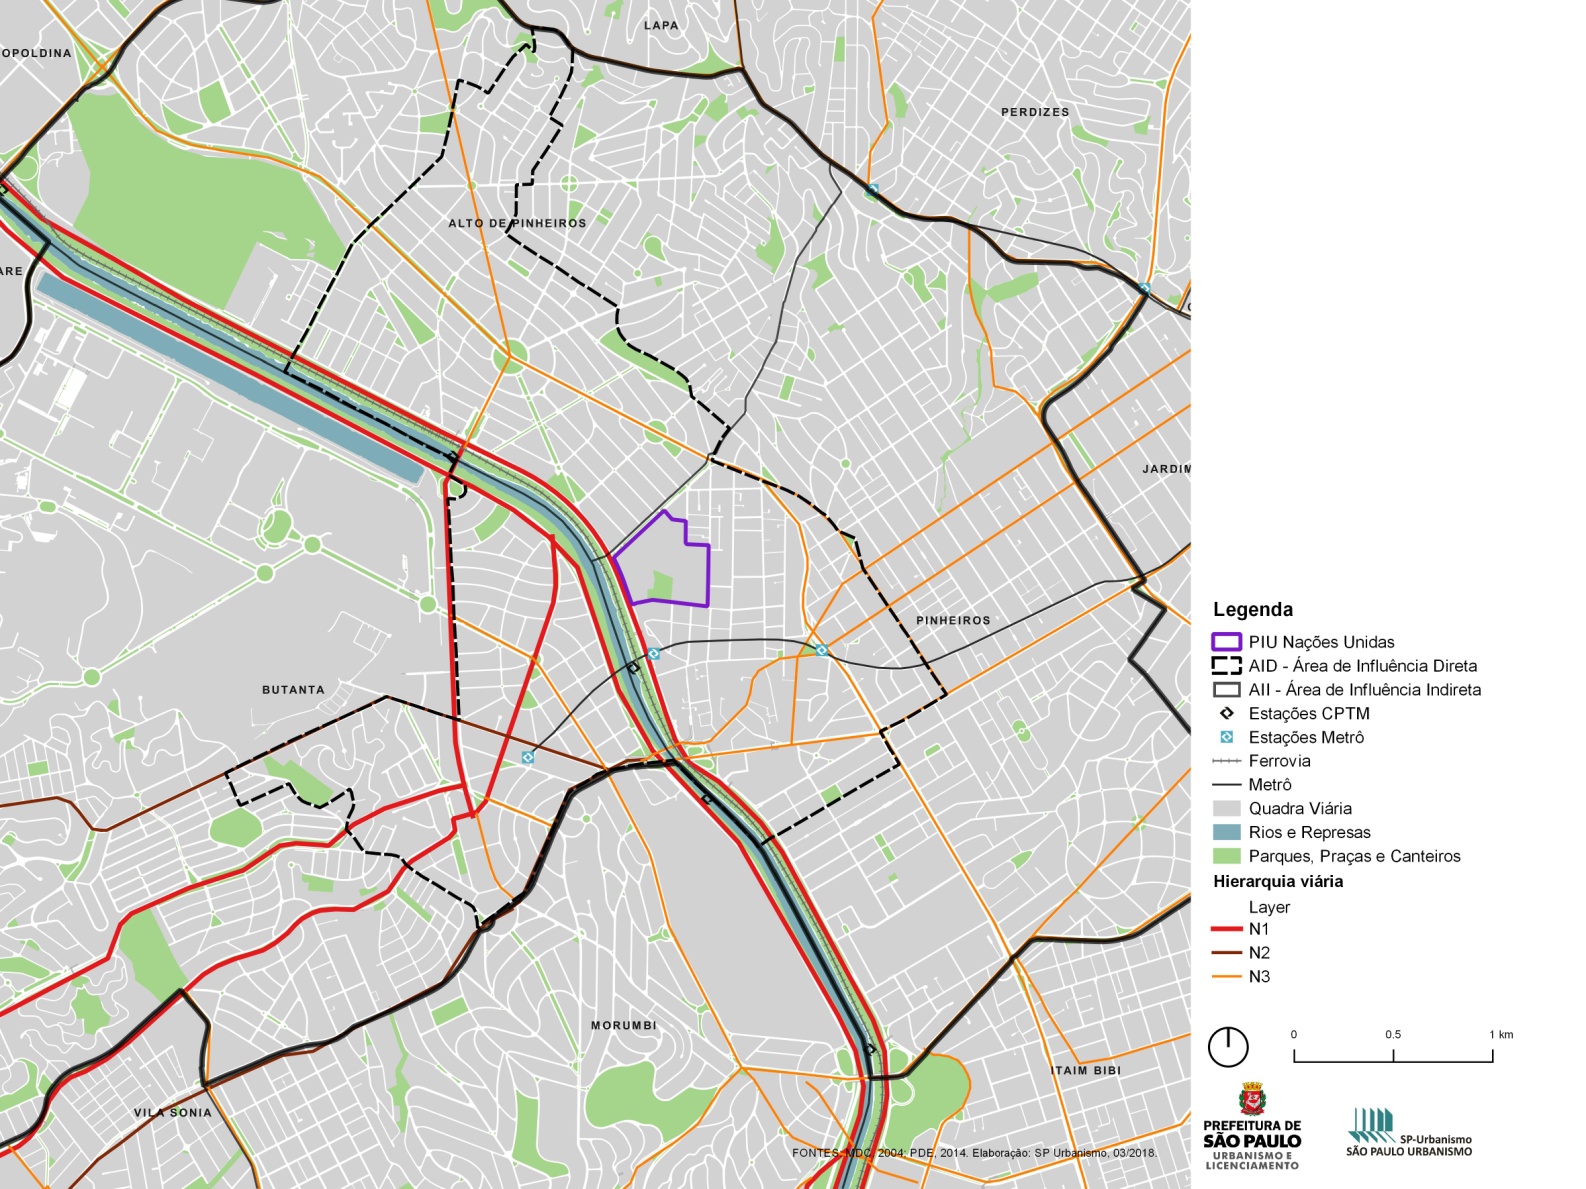 LAPA
OPOLDINA
PERDIZES
ALTO DE PINHEIROS
ARE
JARDIM
PINHEIROS
BUTANTA
MORUMBI
ITAIM BIBI
VILA SONIA
FONTES: MDC, 2004; PDE, 2014. Elaboração: SP Urbanismo, 03/2018.
Legenda
PIU Nações Unidas
AID - Área de Influência Direta
AII - Área de Influência Indireta
Estações CPTM
Estações Metrô
Ferrovia
Metrô
Quadra Viária
Rios e Represas
Parques, Praças e Canteiros
Hierarquia viária
Layer
N1
N2
N3
0 0.5 1 km
PREFEITURA DE
SÃO PAULO
URBANISMO E
LICENCIAMENTO
SP-Urbanismo
SÃO PAULO URBANISMO